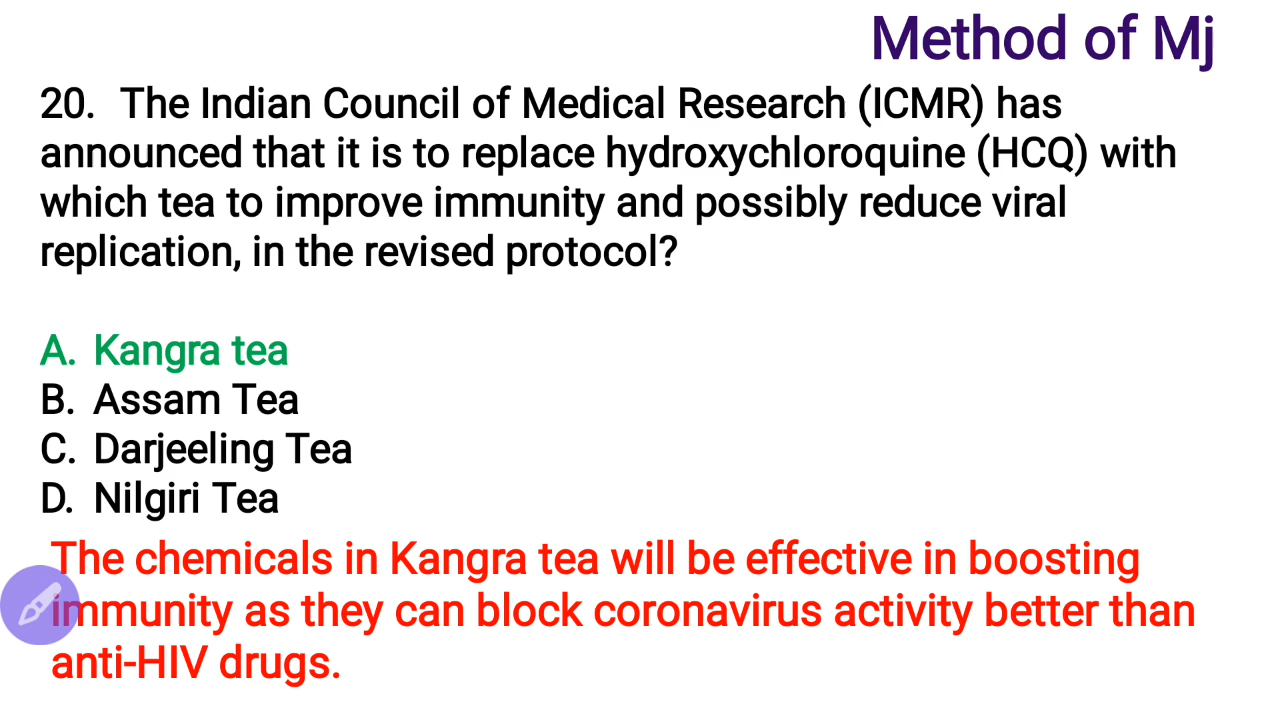 Method of Mj
20. The Indian Council of Medical Research (ICMR) has
announced that it is to replace hydroxychloroquine (HCQ) with
which tea to improve immunity and possibly reduce viral
replication, in the revised protocol?
A. Kangra tea
B. Assam Tea
C. Darjeeling Tea
D. Nilgiri Tea
The chemicals in Kangra tea will be effective in boosting
immunity as they can block coronavirus activity better than
anti-HIV drugs.